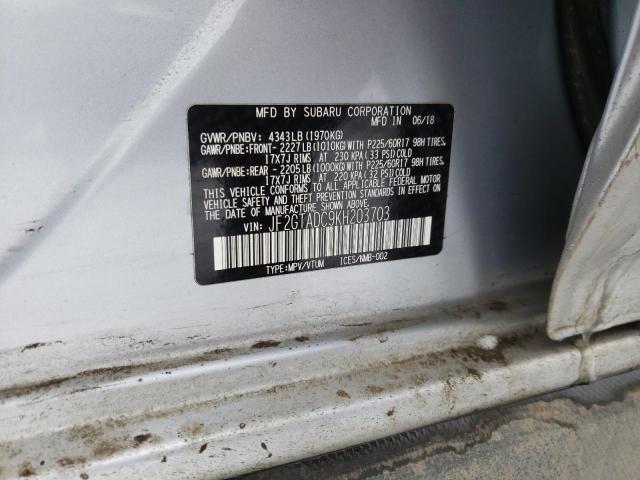 MFD BY SUBARU CORPORATION
MFD IN 06/18
GVWR/PNBV: 4343LB (1970KG)
GAWR/PNBE:FRONT- 2227LB (1010KG) WITH P225/60R17 98H TIRES,
17X7J RIMS AT 230 KPA (33 PSI) COLD
GAWR/PNBE:REAR - 2205LB (1000KG) WITH P225/60R17 98H TIRES,
17X7J RIMS AT 220 KPA (32 PSI) COLD
THIS VEHICLE CONFORMS TO ALL APPLICABLE FEDERAL MOTOR VEHICLE
SAFETY AND THEFT PREVENTION STANDARDS IN EFFECT ON
THE DATE OF MANUFACTURE SHOWN ABOVE.
VIN: JF2GTADC9KH203703
TYPE:MPV/VTUM ICES/NMB-002